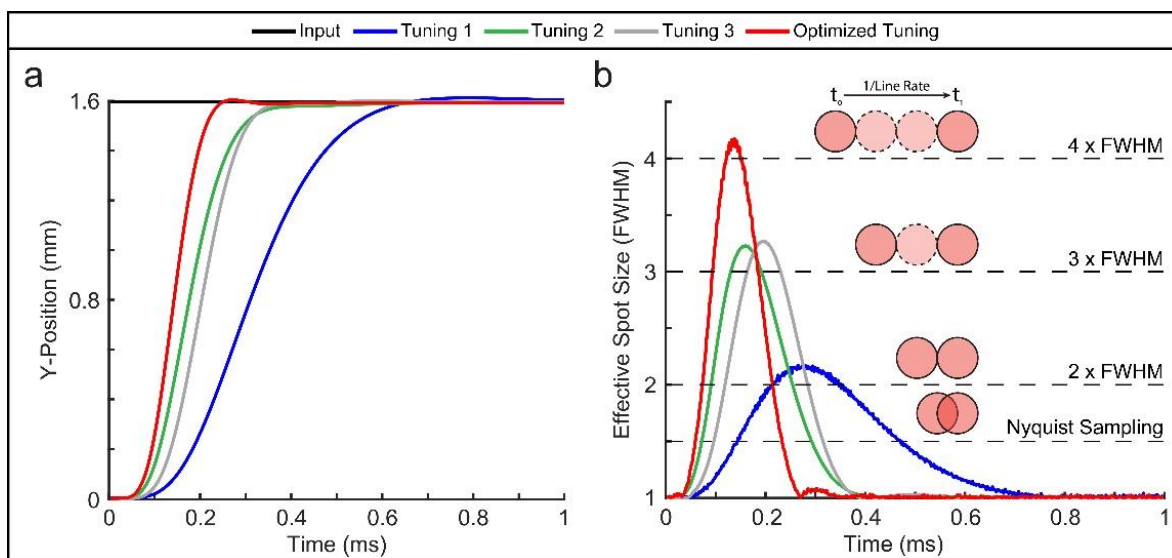 Input Tuning 1 Tuning 2 Tuning 3 Optimized Tuning
a
1.6
0.8
0
Y-Position (mm)
0 0.2 0.4 0.6 0.8 1
Time (ms)
b
t₀ 1/Line Rate t₁
4 x FWHM
3 x FWHM
2 x FWHM
Nyquist Sampling
4
3
2
1
Effective Spot Size (FWHM)
0 0.2 0.4 0.6 0.8 1
Time (ms)